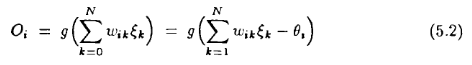 O_i = g(∑_{k=0}^{N} w_{ik} ξ_k) = g(∑_{k=1}^{N} w_{ik} ξ_k − θ_i) (5.2)